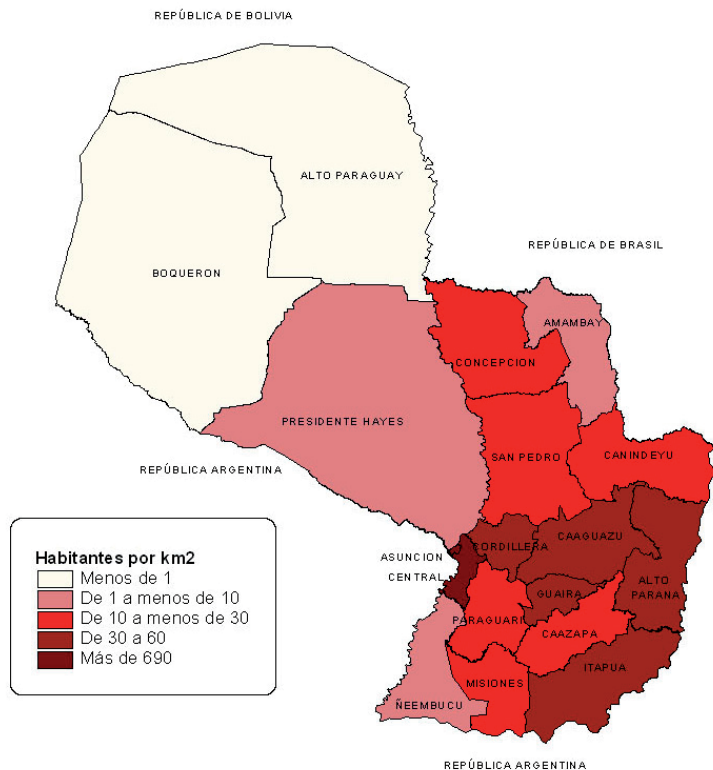 REPÚBLICA DE BOLIVIA
ALTO PARAGUAY
REPÚBLICA DE BRASIL
BOQUERON
AMAMBAY
CONCEPCION
PRESIDENTE HAYES
SAN PEDRO
CANINDEYU
REPÚBLICA ARGENTINA
CAAGUAZU
CORDILLERA
ASUNCION
CENTRAL
ALTO
PARANA
GUAIRA
PARAGUARI
CAAZAPA
ITAPUA
MISIONES
ÑEEMBUCU
REPÚBLICA ARGENTINA
Habitantes por km2
Menos de 1
De 1 a menos de 10
De 10 a menos de 30
De 30 a 60
Más de 690